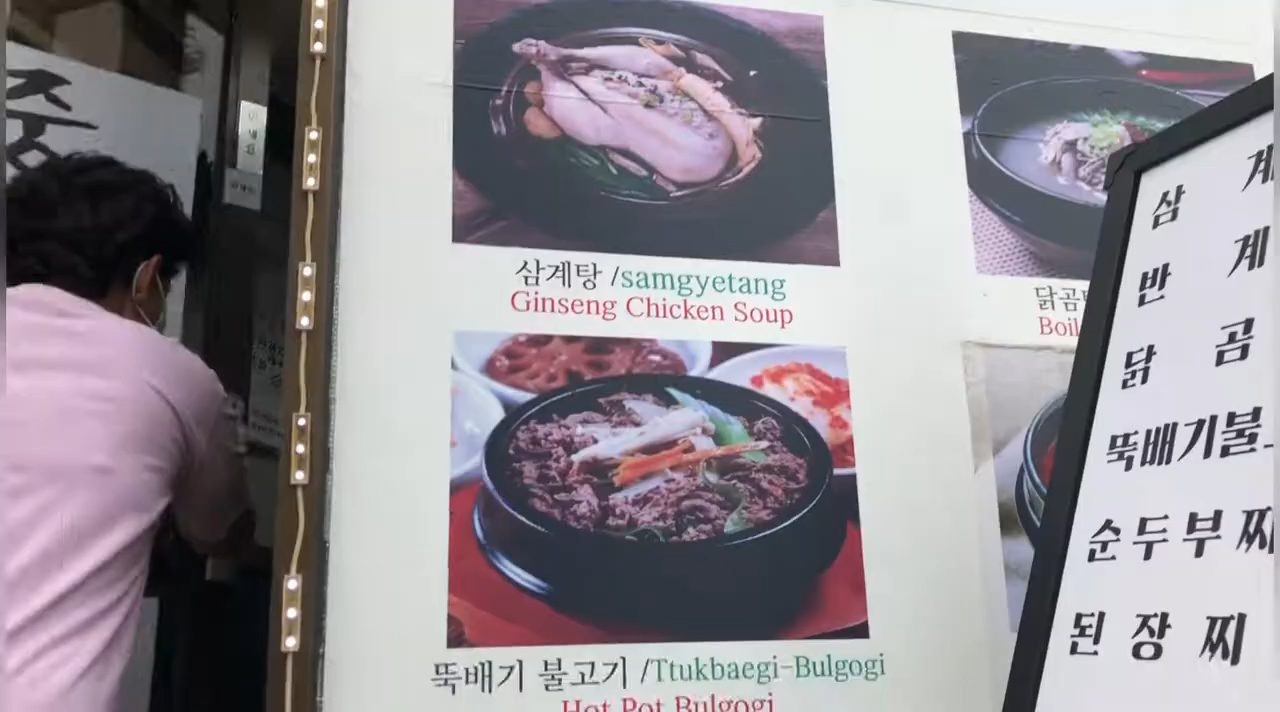 삼계탕 /samgyetang
Ginseng Chicken Soup
뚝배기 불고기 /Ttukbaegi-Bulgogi
Hot Pot Bulgogi
닭곰
Boil
삼 계
반 계
닭 곰
뚝배기불
순두부찌
된장찌